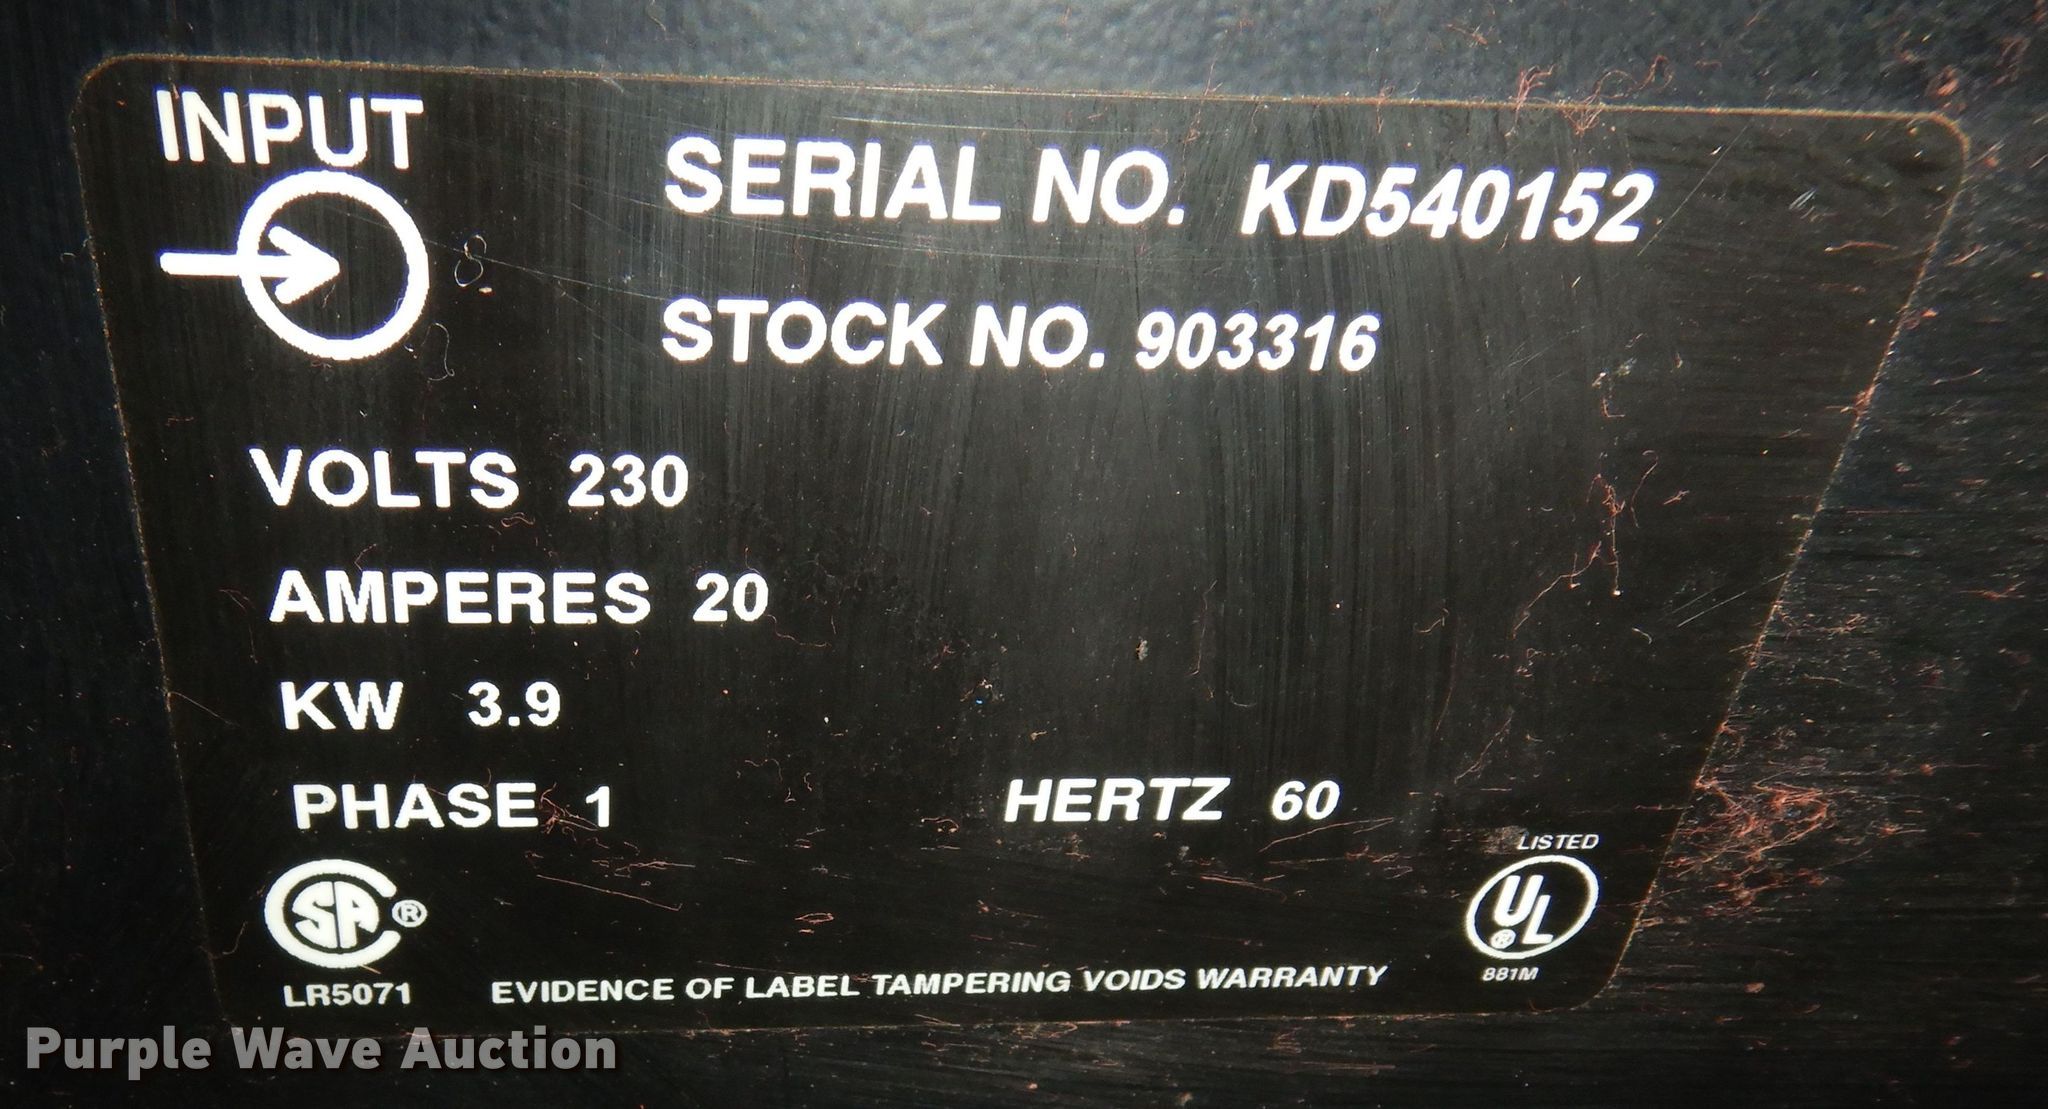 INPUT
SERIAL NO. KD540152
STOCK NO. 903316
VOLTS 230
AMPERES 20
KW 3.9
PHASE 1
HERTZ 60
SA ®
LR5071
EVIDENCE OF LABEL TAMPERING VOIDS WARRANTY
LISTED
UL ®
881M
Purple Wave Auction